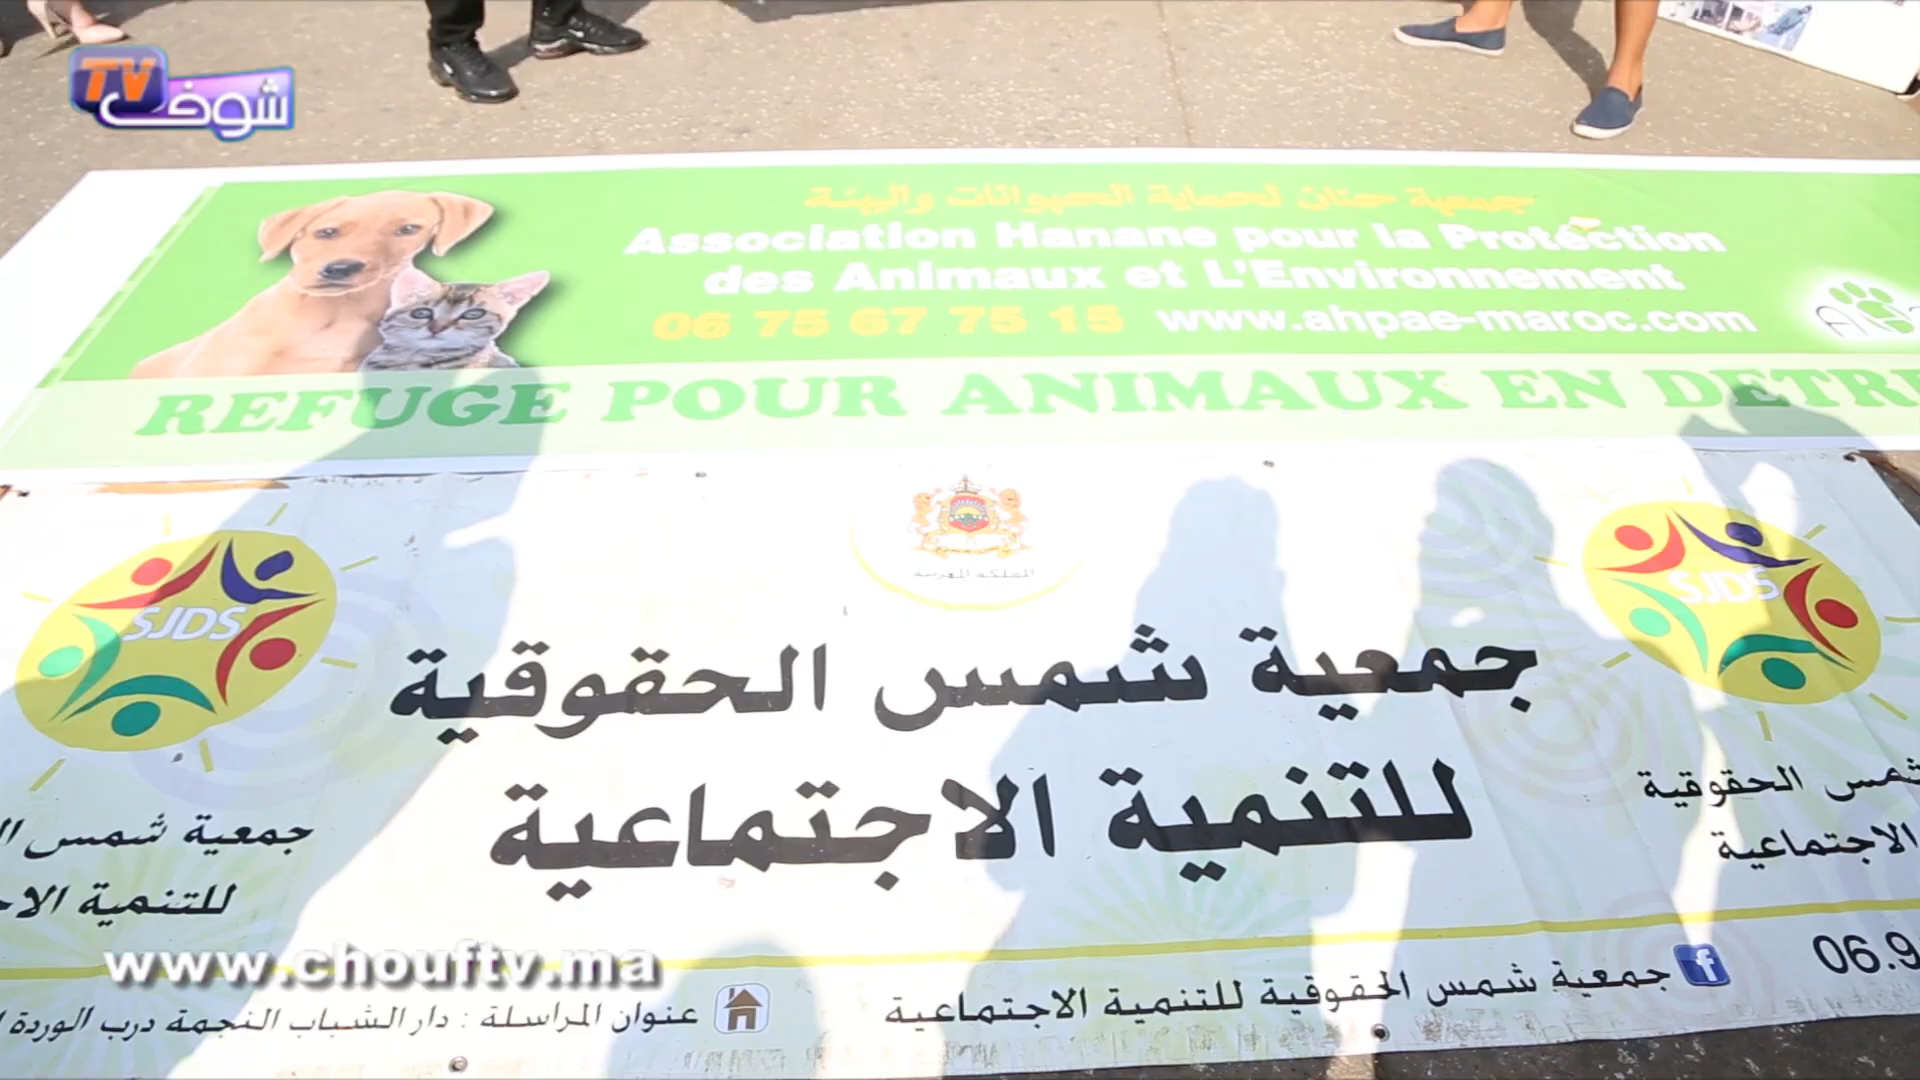 TV شوف
جمعية حنان لحماية الحيوانات والبيئة
Association Hanane pour la Protéction
des Animaux et L'Environnement
06 75 67 75 15 www.ahpae-maroc.com
REFUGE POUR ANIMAUX EN DETR
المملكة المغربية
SJDS
SJDS
جمعية شمس الحقوقية
للتنمية الاجتماعية
شمس الحقوقية
الاجتماعية
جمعية شمس
للتنمية
www.chouftv.ma
جمعية شمس الحقوقية للتنمية الاجتماعية
06.9
عنوان المراسلة : دار الشباب النجمة درب الوردة